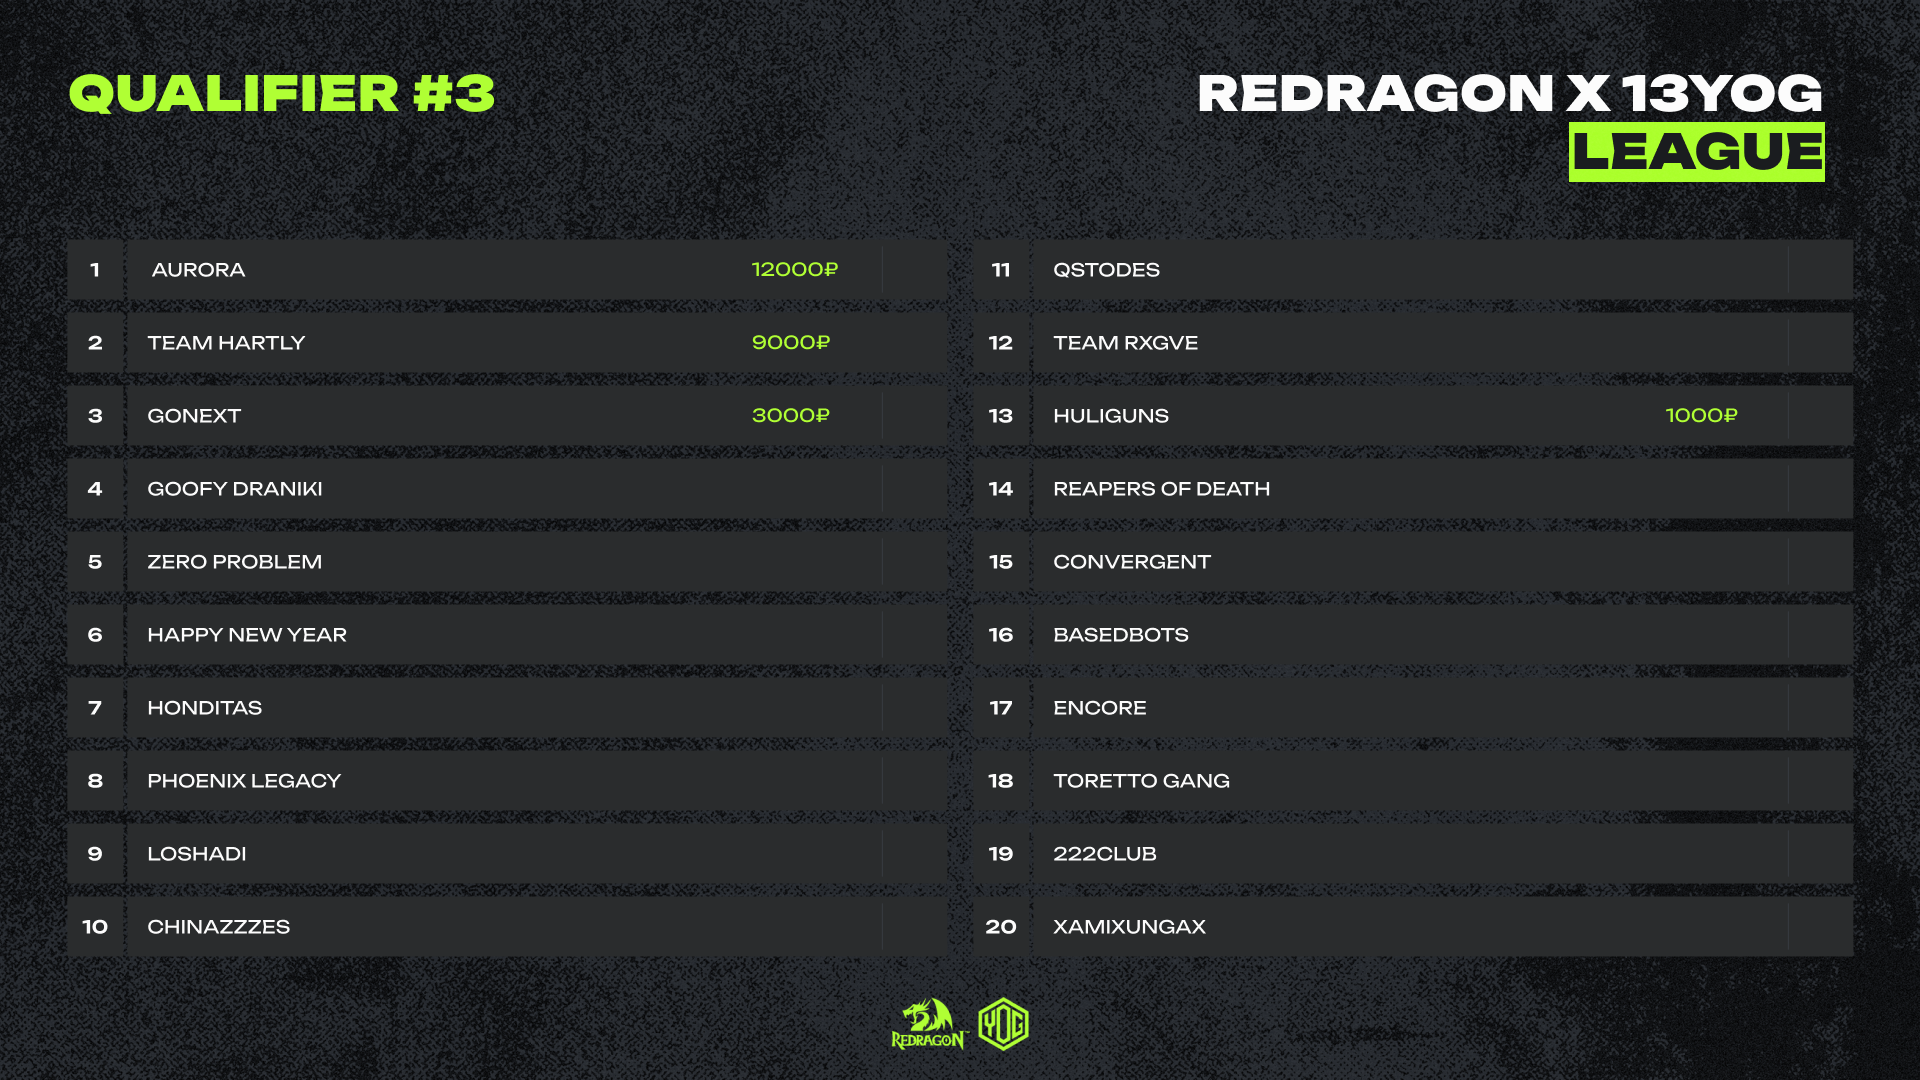 QUALIFIER #3
REDRAGON X 13YOG
LEAGUE
1 AURORA 12000₽
2 TEAM HARTLY 9000₽
3 GONEXT 3000₽
4 GOOFY DRANIKI
5 ZERO PROBLEM
6 HAPPY NEW YEAR
7 HONDITAS
8 PHOENIX LEGACY
9 LOSHADI
10 CHINAZZZES
11 QSTODES
12 TEAM RXGVE
13 HULIGUNS 1000₽
14 REAPERS OF DEATH
15 CONVERGENT
16 BASEDBOTS
17 ENCORE
18 TORETTO GANG
19 222CLUB
20 XAMIXUNGAX
REDRAGON™ YOG